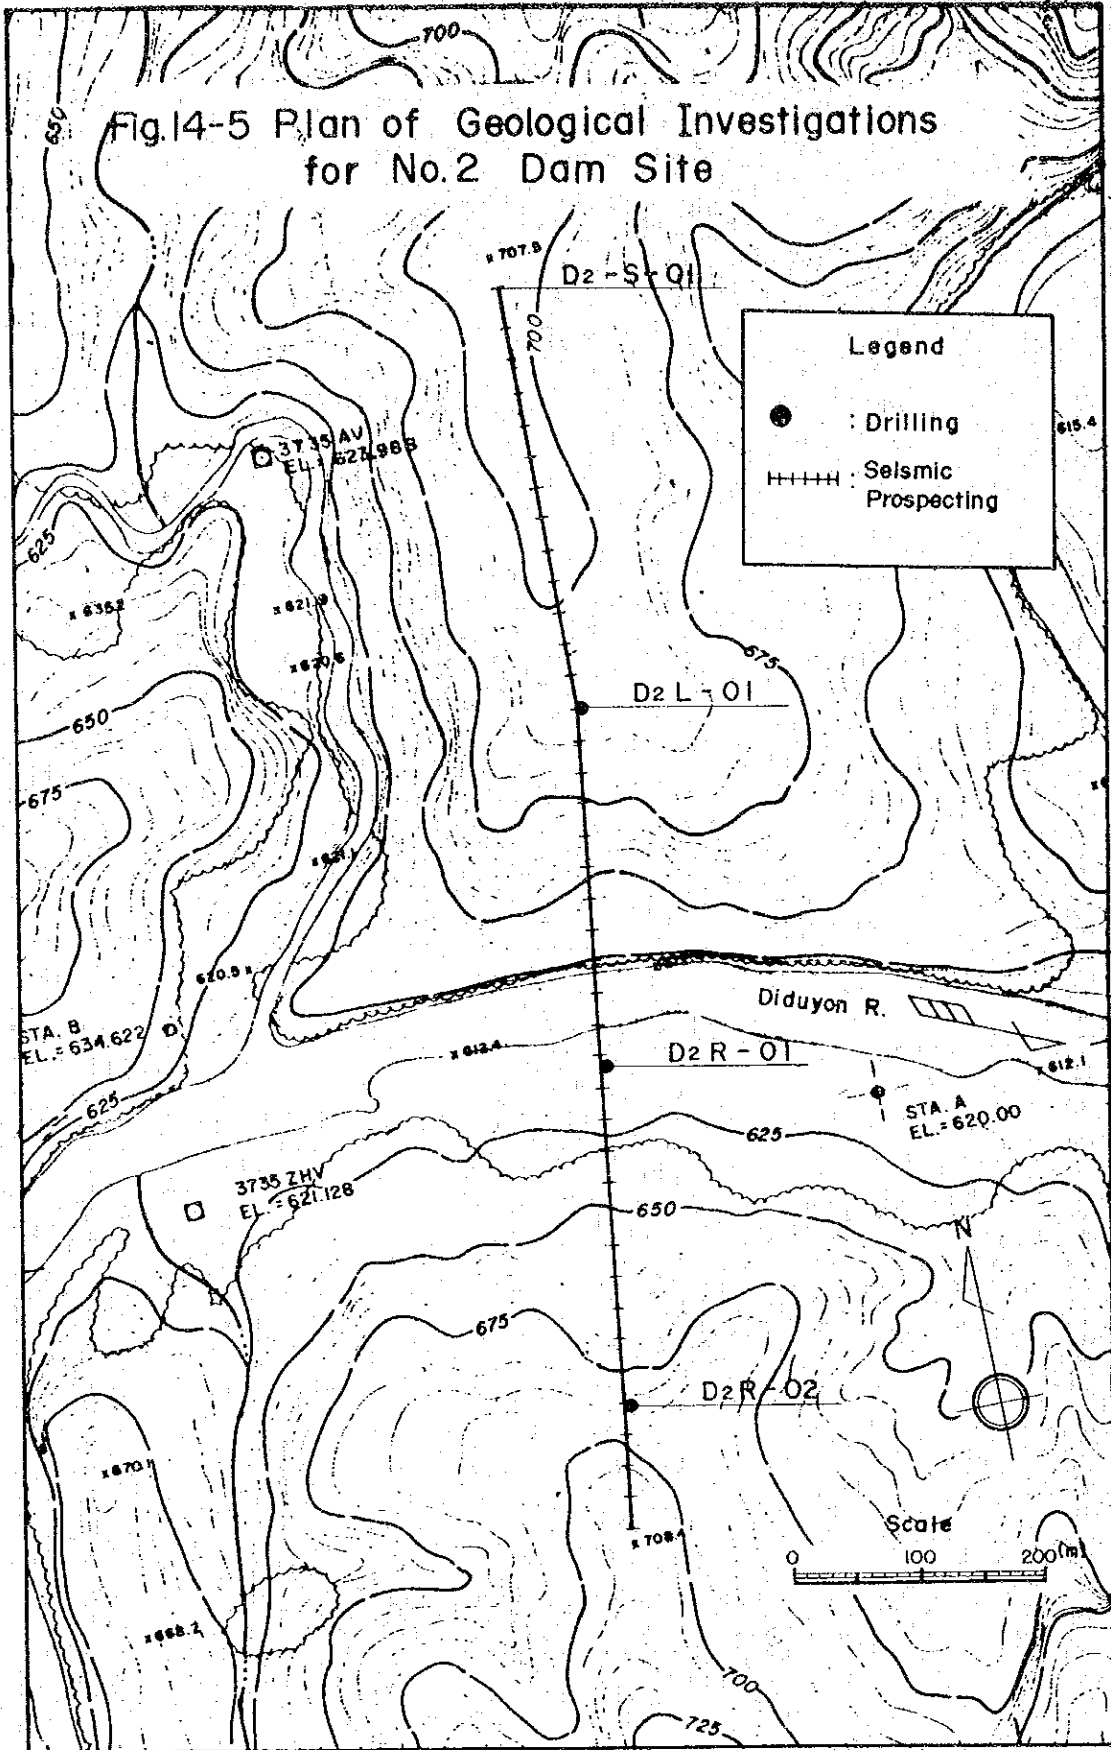 700
650
Fig.14-5 Plan of Geological Investigations
for No.2 Dam Site
x 707.9
D2-S-01
700
Legend
: Drilling
: Seismic
Prospecting
615.4
3735 AV
625
x 635.2
x 620.6
675
650
D2 L-01
675
x 621.1
620.9 x
Diduyon R.
STA. B
EL.=634.622
x 612.4
D2 R-01
x 612.1
STA. A
EL.=620.00
625
625
3735 ZHV
EL.=621.128
650
N
675
D2 R-02
x 670.1
Scale
0 100 200(m)
x 668.2
700
725